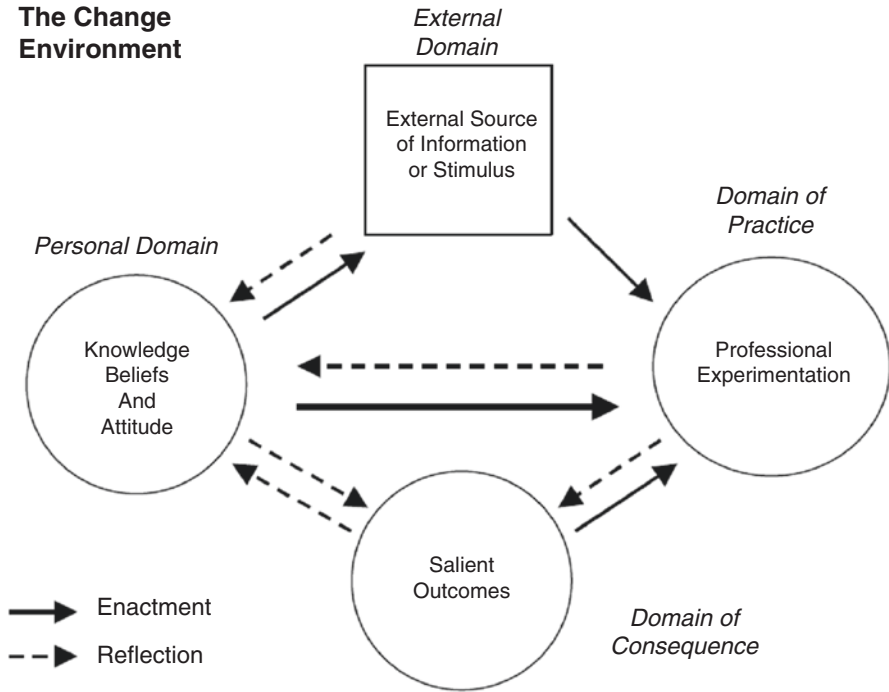 The Change
Environment
External
Domain
External Source
of Information
or Stimulus
Domain of
Practice
Personal Domain
Knowledge
Beliefs
And
Attitude
Professional
Experimentation
Salient
Outcomes
Domain of
Consequence
Enactment
Reflection